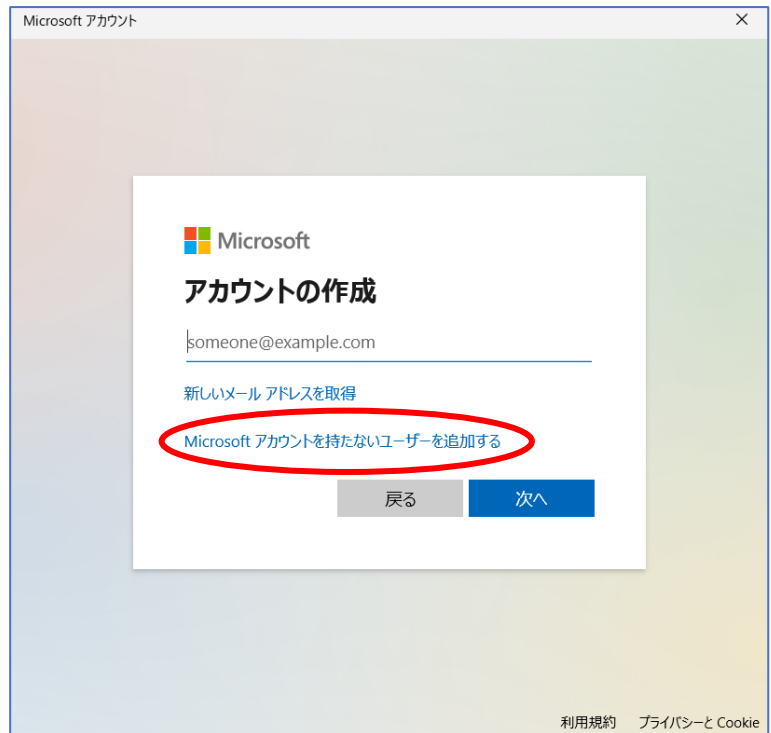 Microsoft アカウント
Microsoft
アカウントの作成
someone@example.com
新しいメール アドレスを取得
Microsoft アカウントを持たないユーザーを追加する
戻る 次へ
利用規約 プライバシーと Cookie